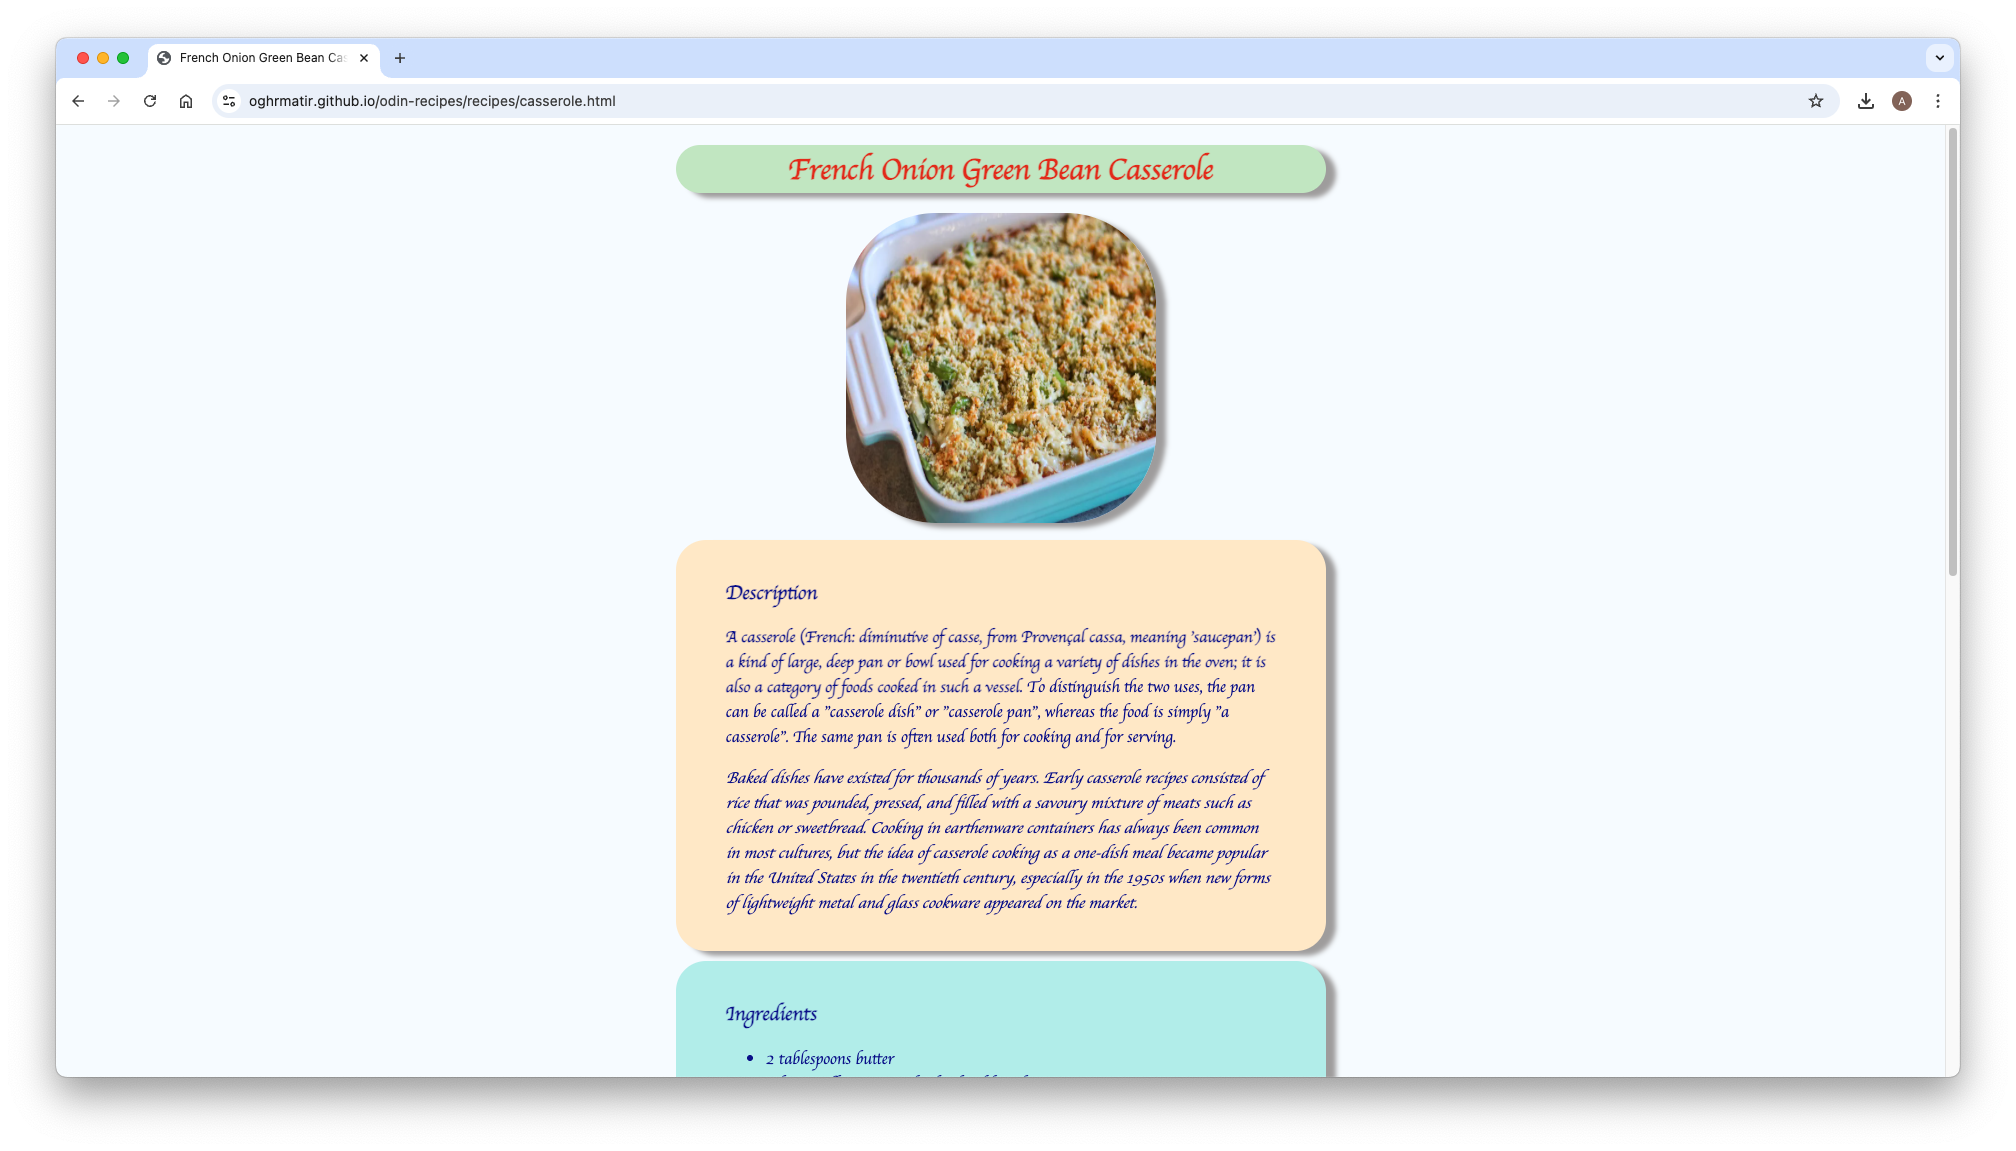 French Onion Green Bean Ca
oghrmatir.github.io/odin-recipes/recipes/casserole.html
A
French Onion Green Bean Casserole
Description
A casserole (French: diminutive of casse, from Provençal cassa, meaning 'saucepan') is
a kind of large, deep pan or bowl used for cooking a variety of dishes in the oven; it is
also a category of foods cooked in such a vessel. To distinguish the two uses, the pan
can be called a "casserole dish" or "casserole pan", whereas the food is simply "a
casserole". The same pan is often used both for cooking and for serving.
Baked dishes have existed for thousands of years. Early casserole recipes consisted of
rice that was pounded, pressed, and filled with a savoury mixture of meats such as
chicken or sweetbread. Cooking in earthenware containers has always been common
in most cultures, but the idea of casserole cooking as a one-dish meal became popular
in the United States in the twentieth century, especially in the 1950s when new forms
of lightweight metal and glass cookware appeared on the market.
Ingredients
• 2 tablespoons butter